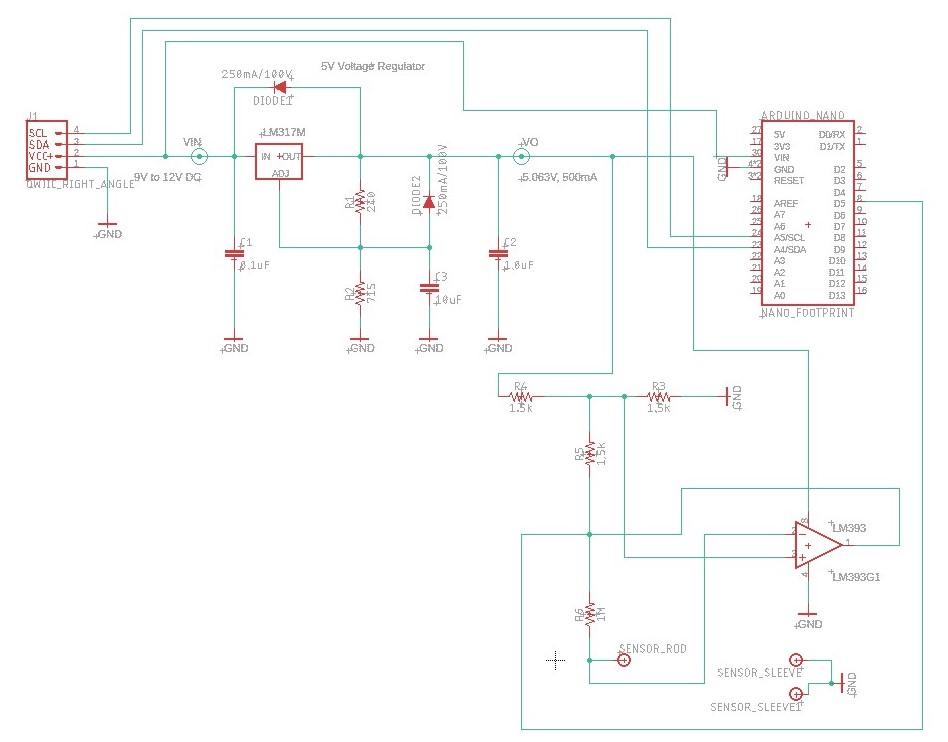 5V Voltage Regulator
250mA/100V
DIODE1
J1
SCL 4
SDA 3
VCC+ 2
GND 1
QWIIC_RIGHT_ANGLE
GND
VIN
9V to 12V DC
LM317M
IN
OUT
ADJ
VO
5.063V, 500mA
R1
240
DIODE2
250mA/100V
C1
0.1uF
R2
715
C3
10uF
C2
1.0uF
GND
GND
GND
GND
ARDUINO_NANO
27 5V
17 3V3
30 VIN
4*2 GND
3*2 RESET
18 AREF
26 A7
25 A6
24 A5/SCL
23 A4/SDA
22 A3
21 A2
20 A1
19 A0
D0/RX 2
D1/TX 1
D2 5
D3 6
D4 7
D5 8
D6 9
D7 10
D8 11
D9 12
D10 13
D11 14
D12 15
D13 16
GND
NANO_FOOTPRINT
R4
1.5k
R3
1.5k
GND
R5
1.5k
8
2
3
1
4
LM393
LM393G1
GND
R6
1M
SENSOR_ROD
SENSOR_SLEEVE
SENSOR_SLEEVE1
GND